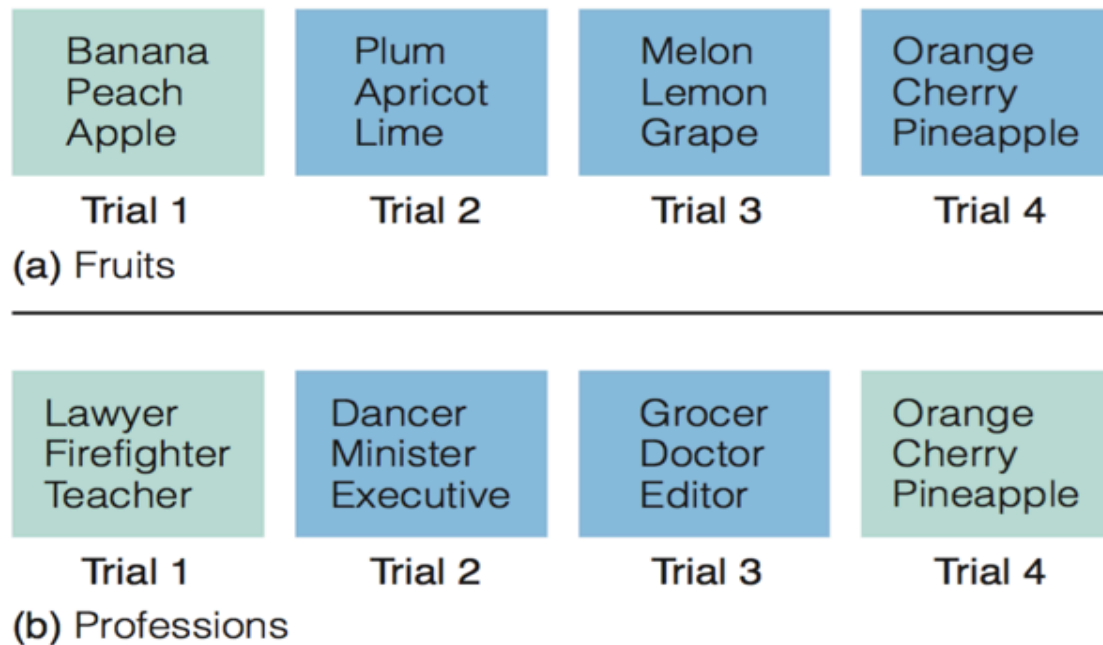 Banana
Peach
Apple
Plum
Apricot
Lime
Melon
Lemon
Grape
Orange
Cherry
Pineapple
Trial 1
Trial 2
Trial 3
Trial 4
(a) Fruits
Lawyer
Firefighter
Teacher
Dancer
Minister
Executive
Grocer
Doctor
Editor
Orange
Cherry
Pineapple
Trial 1
Trial 2
Trial 3
Trial 4
(b) Professions